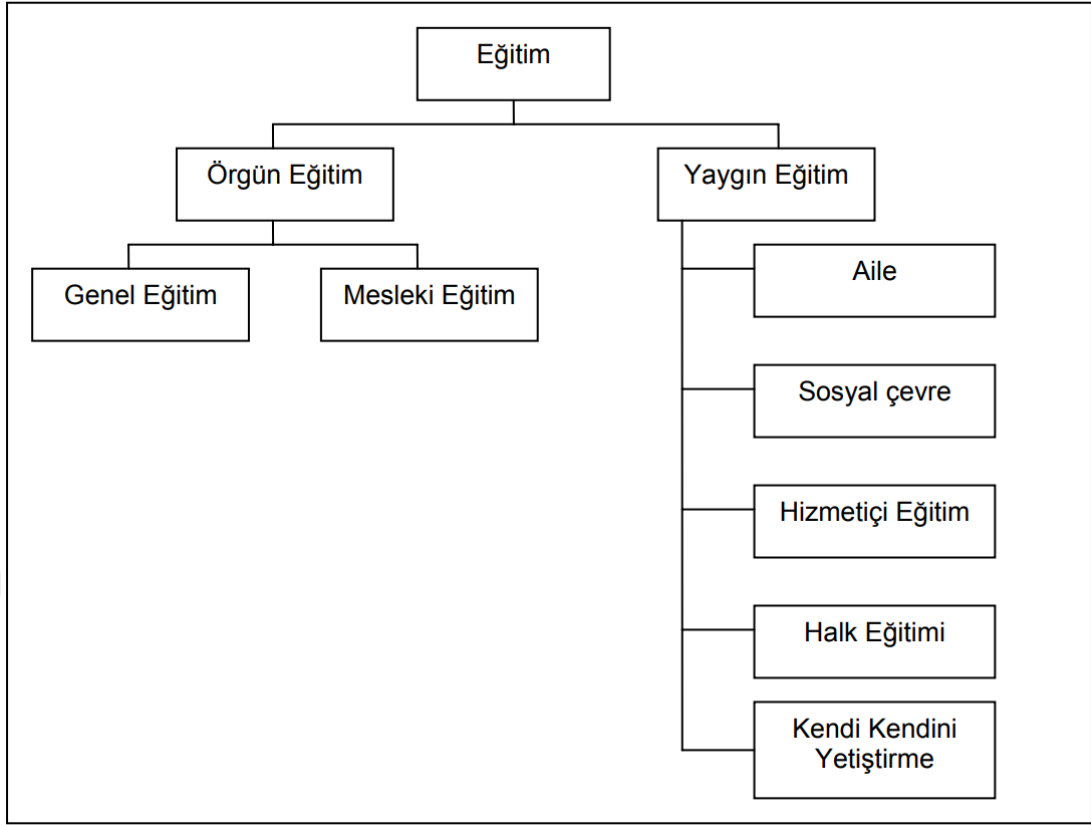 Eğitim
Örgün Eğitim
Yaygın Eğitim
Genel Eğitim
Mesleki Eğitim
Aile
Sosyal çevre
Hizmetiçi Eğitim
Halk Eğitimi
Kendi Kendini
Yetiştirme